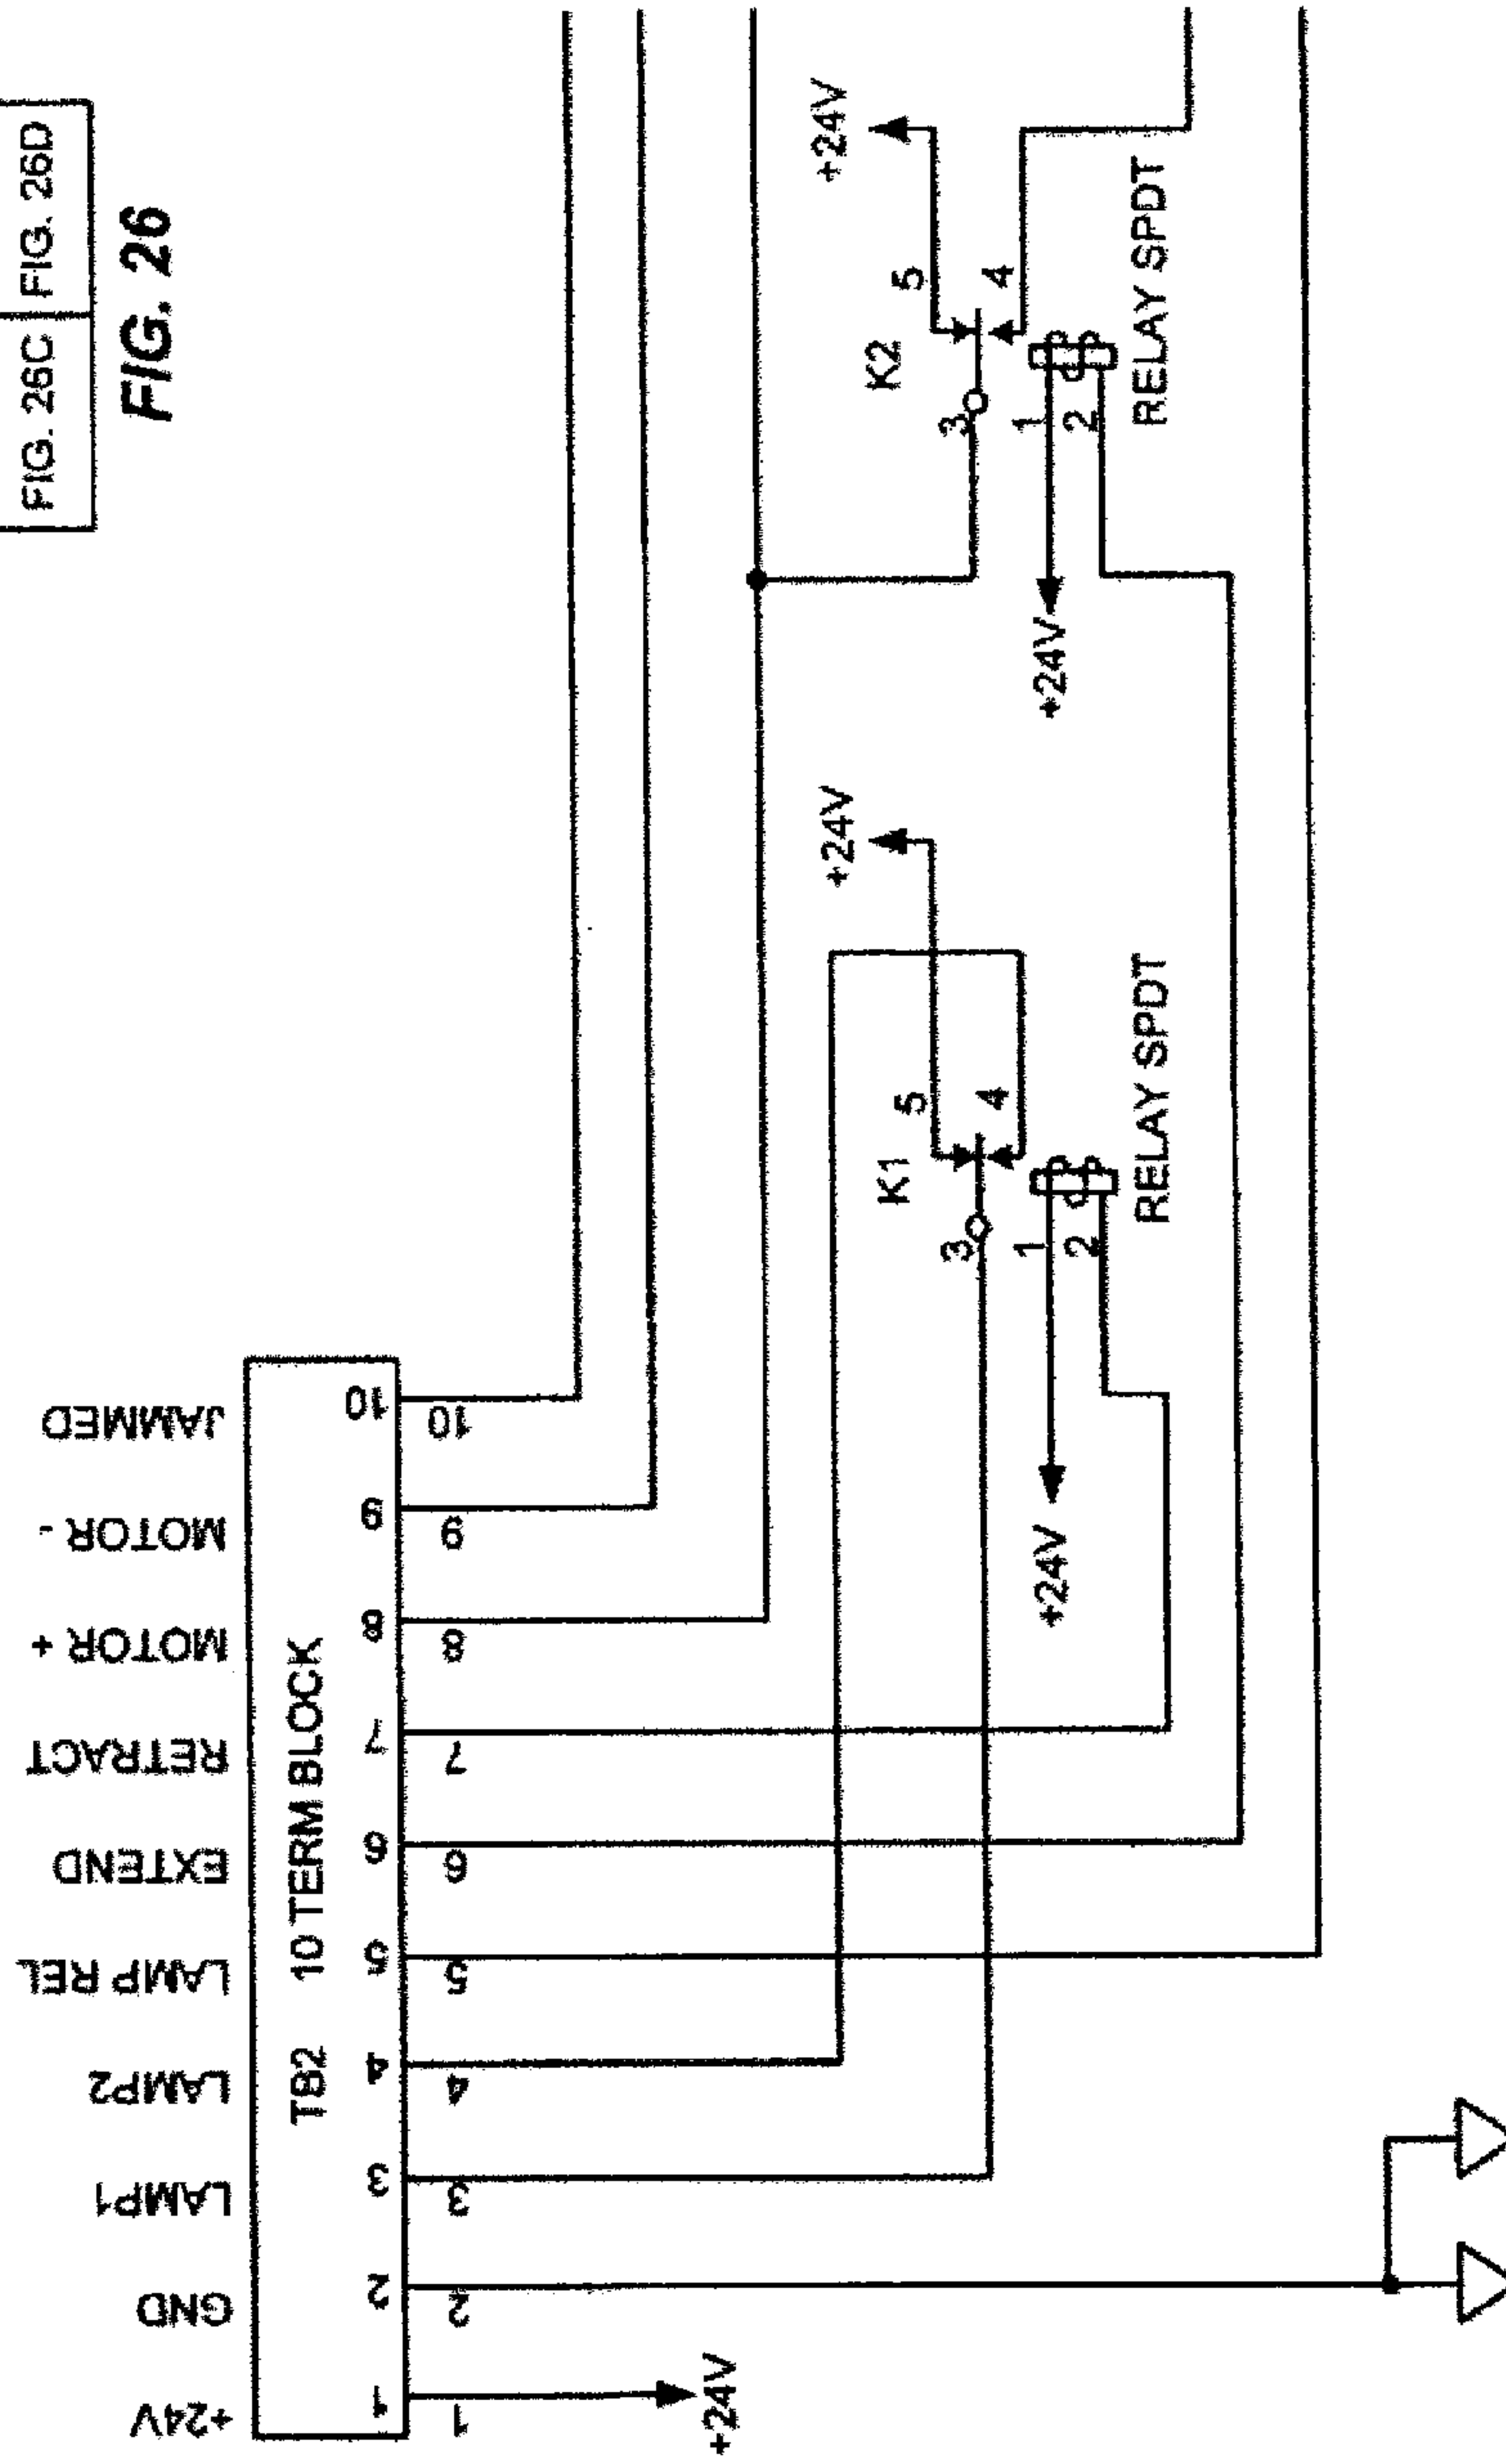 FIG. 26C FIG. 26D
FIG. 26
+24V
GND
LAMP1
LAMP2
LAMP REL
EXTEND
RETRACT
MOTOR +
MOTOR -
JAMMED
TB2 10 TERM BLOCK
1 2 3 4 5 6 7 8 9 10
1 2 3 4 5 6 7 8 9 10
+24V
+24V
K1
5
4
3
1
2
+24V
RELAY SPDT
+24V
K2
5
4
3
1
2
+24V
RELAY SPDT